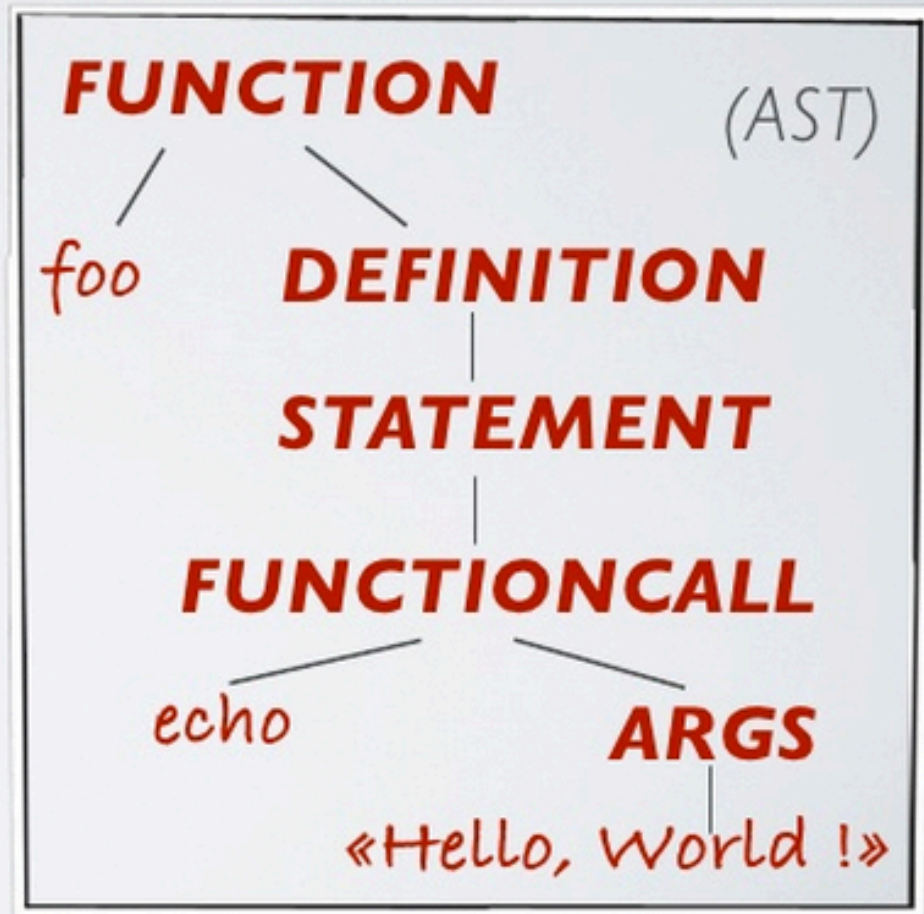 FUNCTION
(AST)
foo
DEFINITION
STATEMENT
FUNCTIONCALL
echo
ARGS
«Hello, World !»